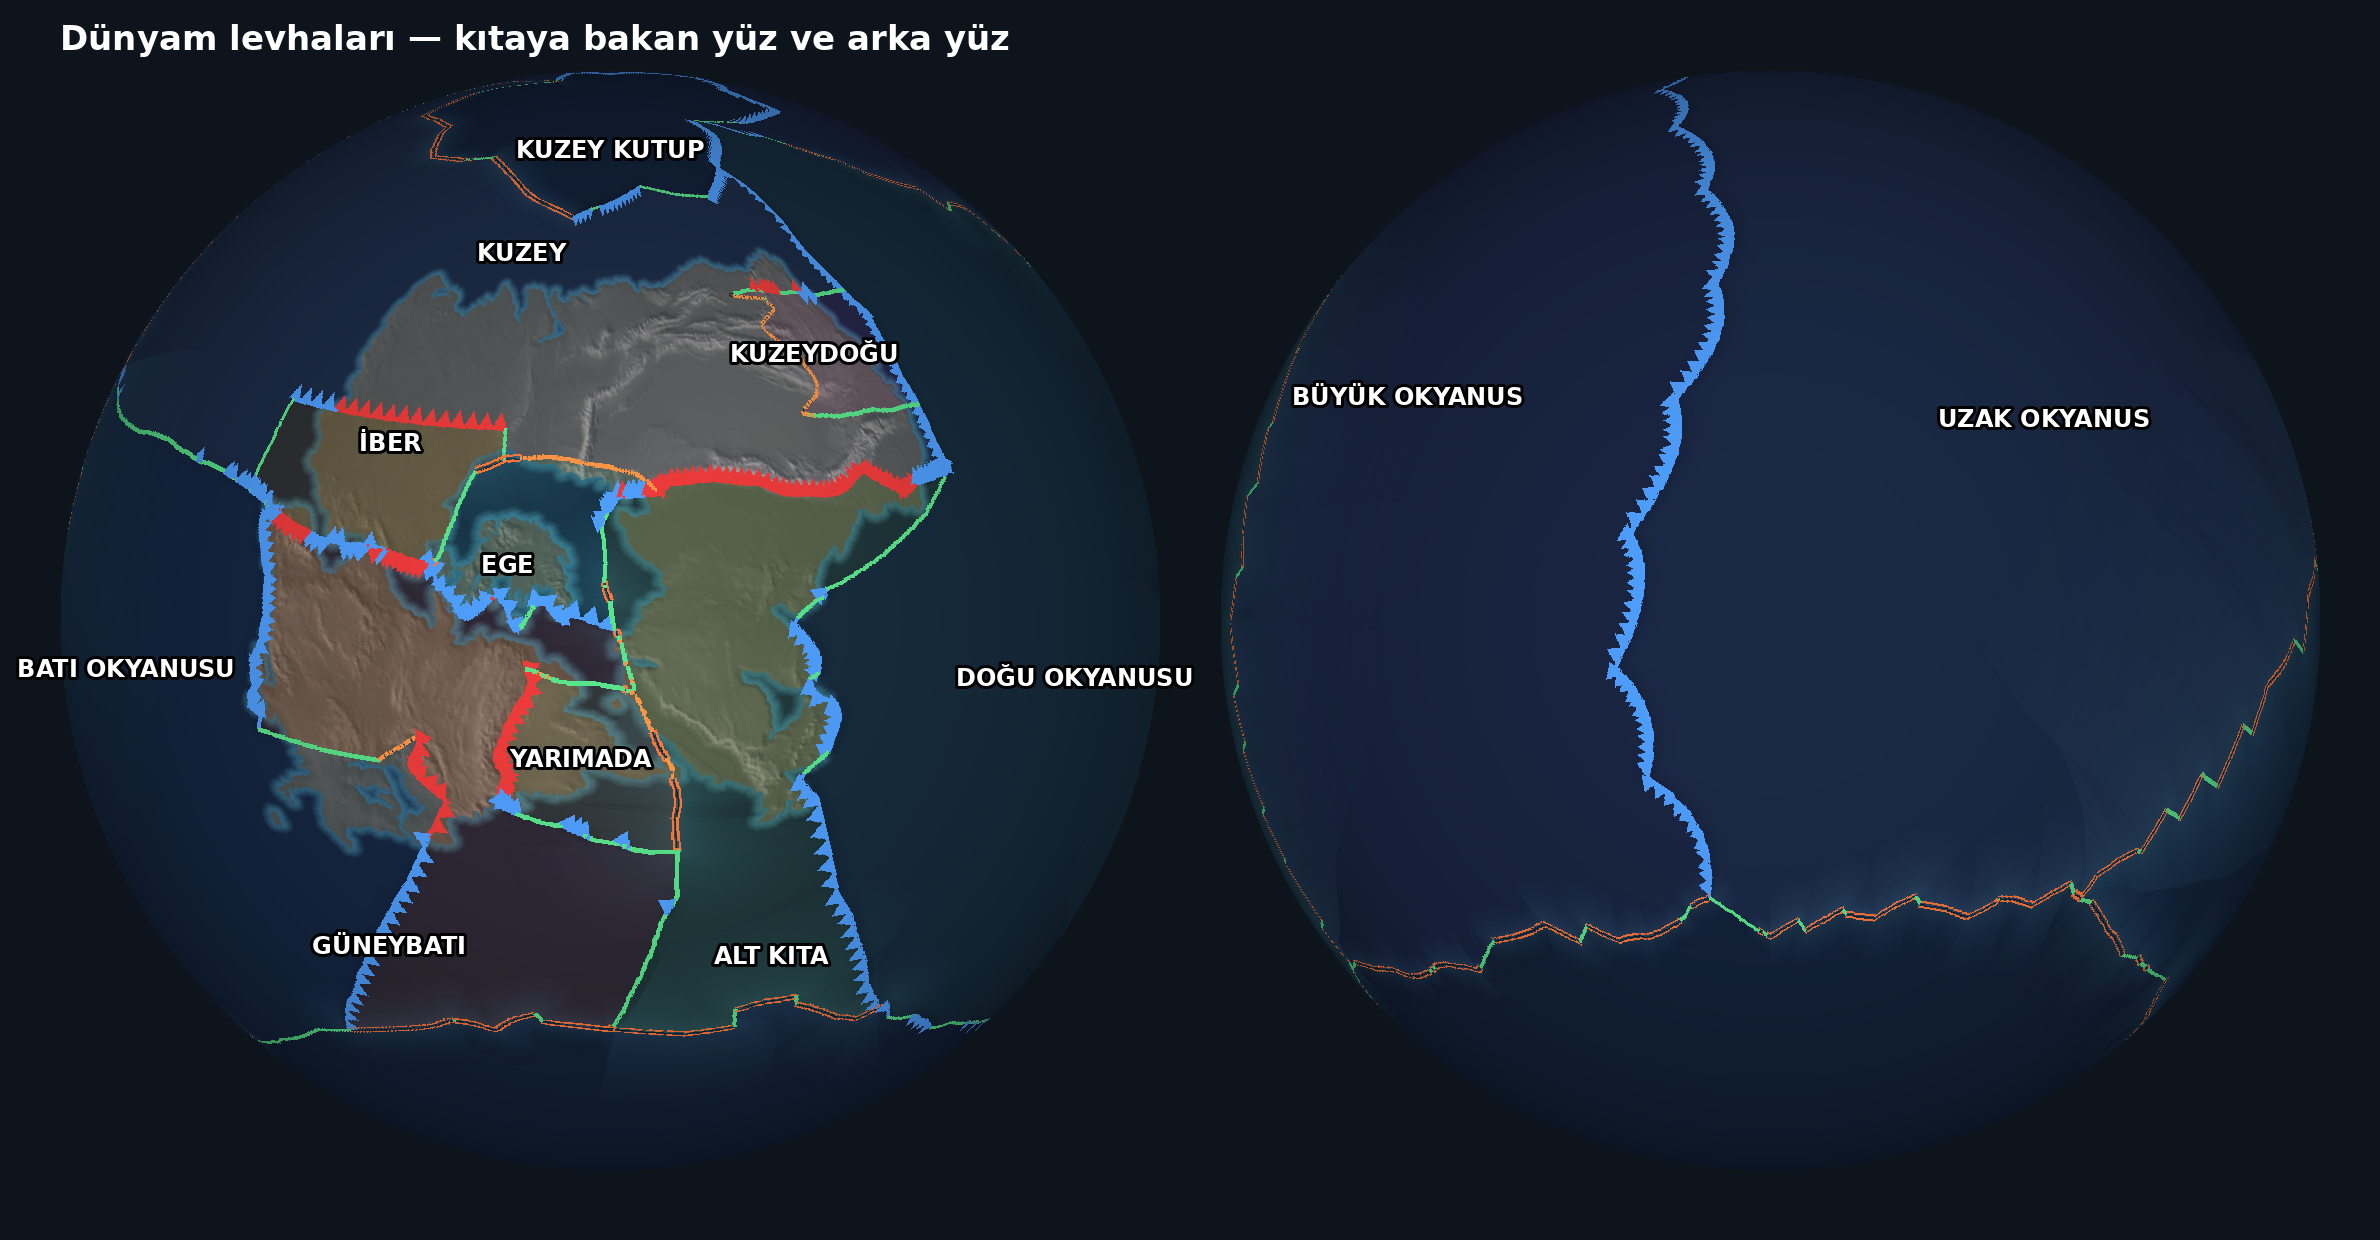 Dünyam levhaları — kıtaya bakan yüz ve arka yüz
KUZEY KUTUP
KUZEY
KUZEYDOĞU
İBER
EGE
BATI OKYANUSU
DOĞU OKYANUSU
YARIMADA
GÜNEYBATI
ALT KITA
BÜYÜK OKYANUS
UZAK OKYANUS